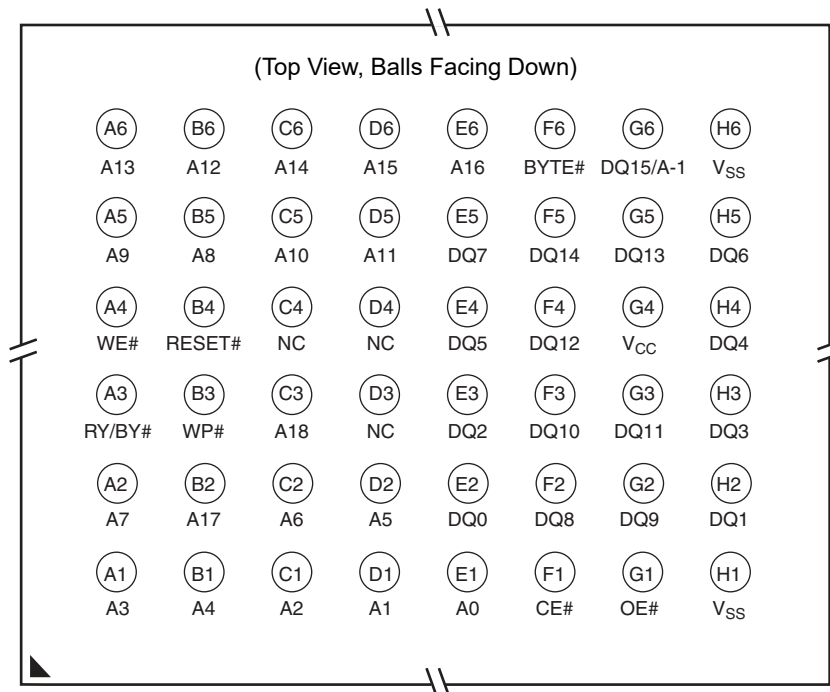 (Top View, Balls Facing Down)
A6 B6 C6 D6 E6 F6 G6 H6
A13 A12 A14 A15 A16 BYTE# DQ15/A-1 VSS
A5 B5 C5 D5 E5 F5 G5 H5
A9 A8 A10 A11 DQ7 DQ14 DQ13 DQ6
A4 B4 C4 D4 E4 F4 G4 H4
WE# RESET# NC NC DQ5 DQ12 VCC DQ4
A3 B3 C3 D3 E3 F3 G3 H3
RY/BY# WP# A18 NC DQ2 DQ10 DQ11 DQ3
A2 B2 C2 D2 E2 F2 G2 H2
A7 A17 A6 A5 DQ0 DQ8 DQ9 DQ1
A1 B1 C1 D1 E1 F1 G1 H1
A3 A4 A2 A1 A0 CE# OE# VSS